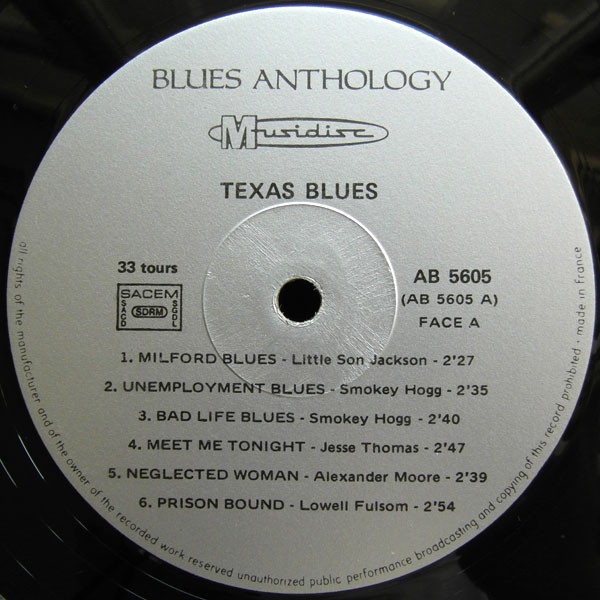 BLUES ANTHOLOGY
Musidisc
TEXAS BLUES
33 tours
SACEM
SACD
SDRM
SGDL
AB 5605
(AB 5605 A)
FACE A
1. MILFORD BLUES - Little Son Jackson - 2'27
2. UNEMPLOYMENT BLUES - Smokey Hogg - 2'35
3. BAD LIFE BLUES - Smokey Hogg - 2'40
4. MEET ME TONIGHT - Jesse Thomas - 2'47
5. NEGLECTED WOMAN - Alexander Moore - 2'39
6. PRISON BOUND - Lowell Fulsom - 2'54
all rights of the manufacturer and of the owner of the recorded work reserved unauthorized public performance broadcasting and copying of this record prohibited - made in france